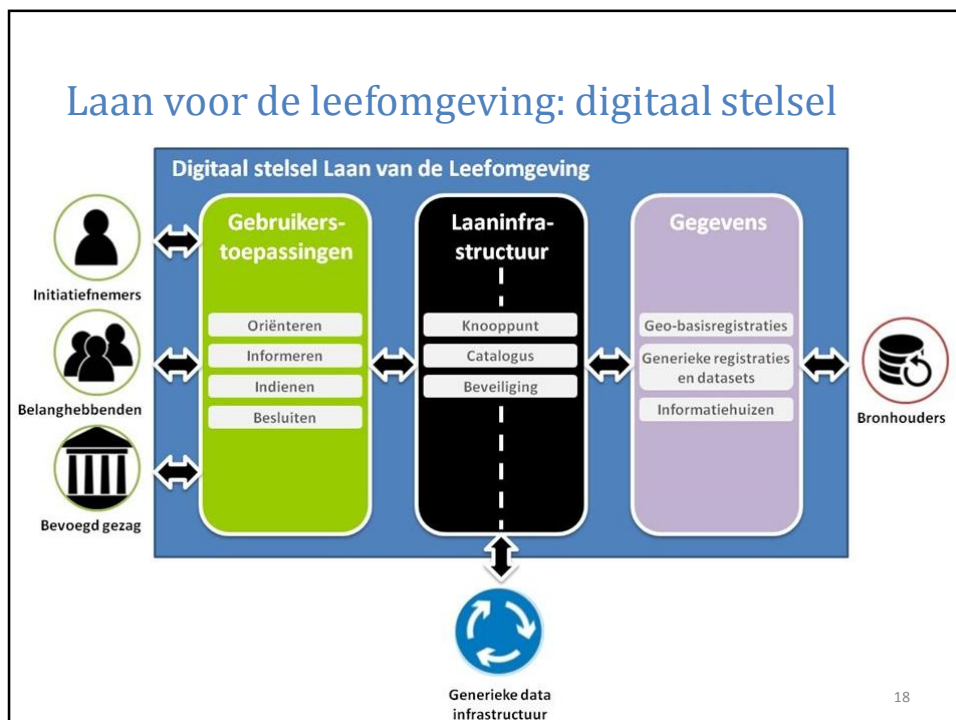 Laan voor de leefomgeving: digitaal stelsel
Digitaal stelsel Laan van de Leefomgeving
Initiatiefnemers
Belanghebbenden
Bevoegd gezag
Gebruikers-
toepassingen
Oriënteren
Informeren
Indienen
Besluiten
Laaninfra-
structuur
Knooppunt
Catalogus
Beveiliging
Gegevens
Geo-basisregistraties
Generieke registraties
en datasets
Informatiehuizen
Bronhouders
Generieke data
infrastructuur
18